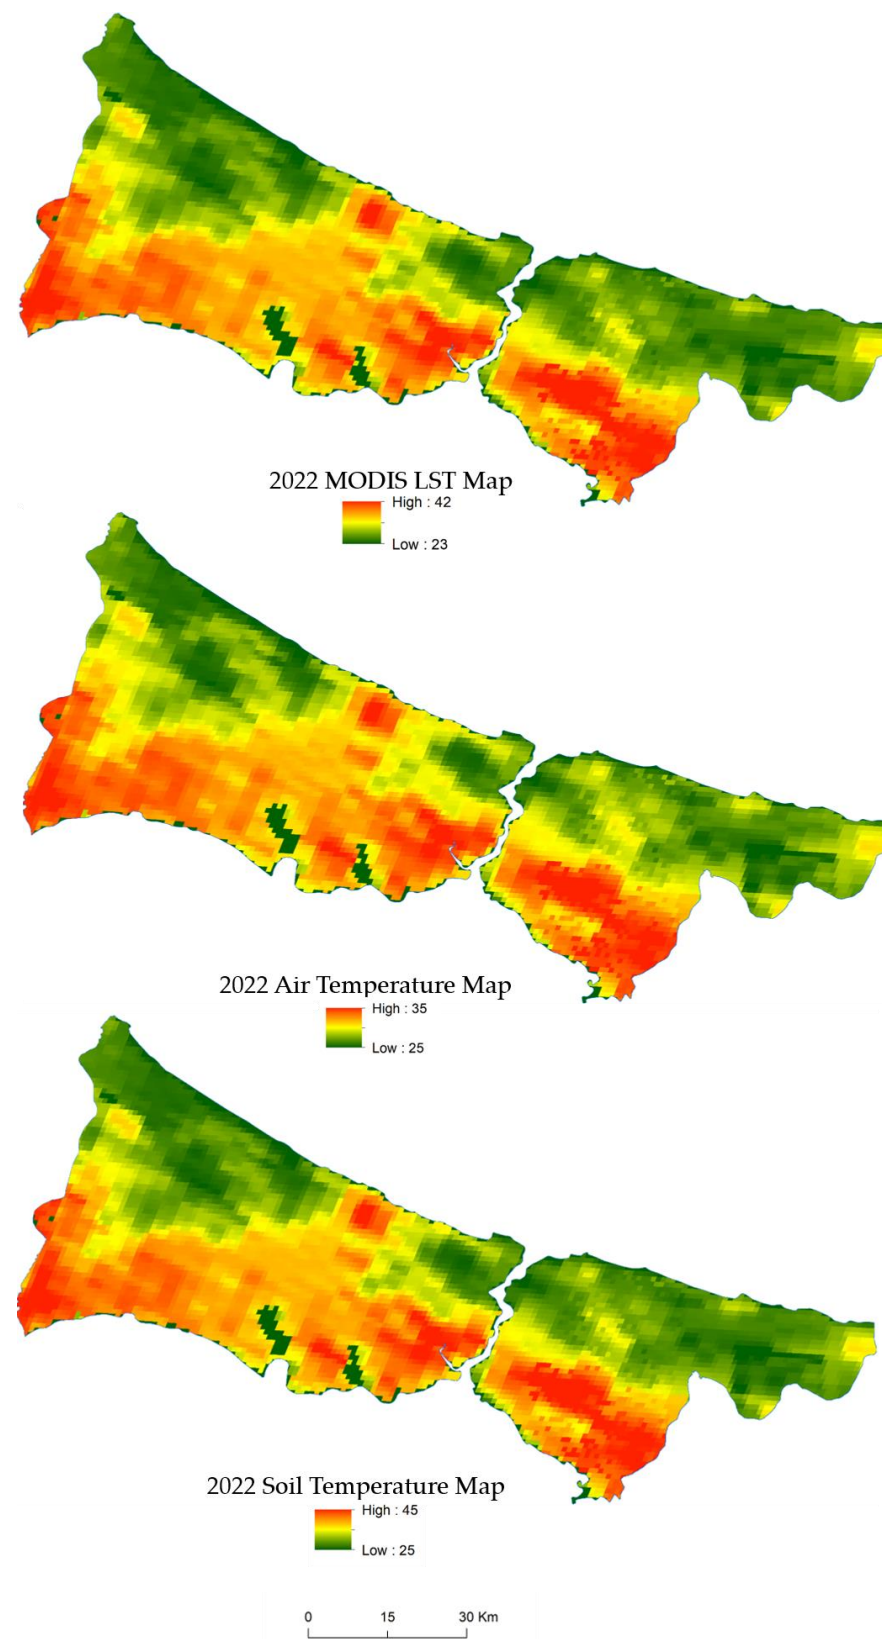 2022 MODIS LST Map
High : 42
Low : 23
2022 Air Temperature Map
High : 35
Low : 25
2022 Soil Temperature Map
High : 45
Low : 25
0 15 30 Km